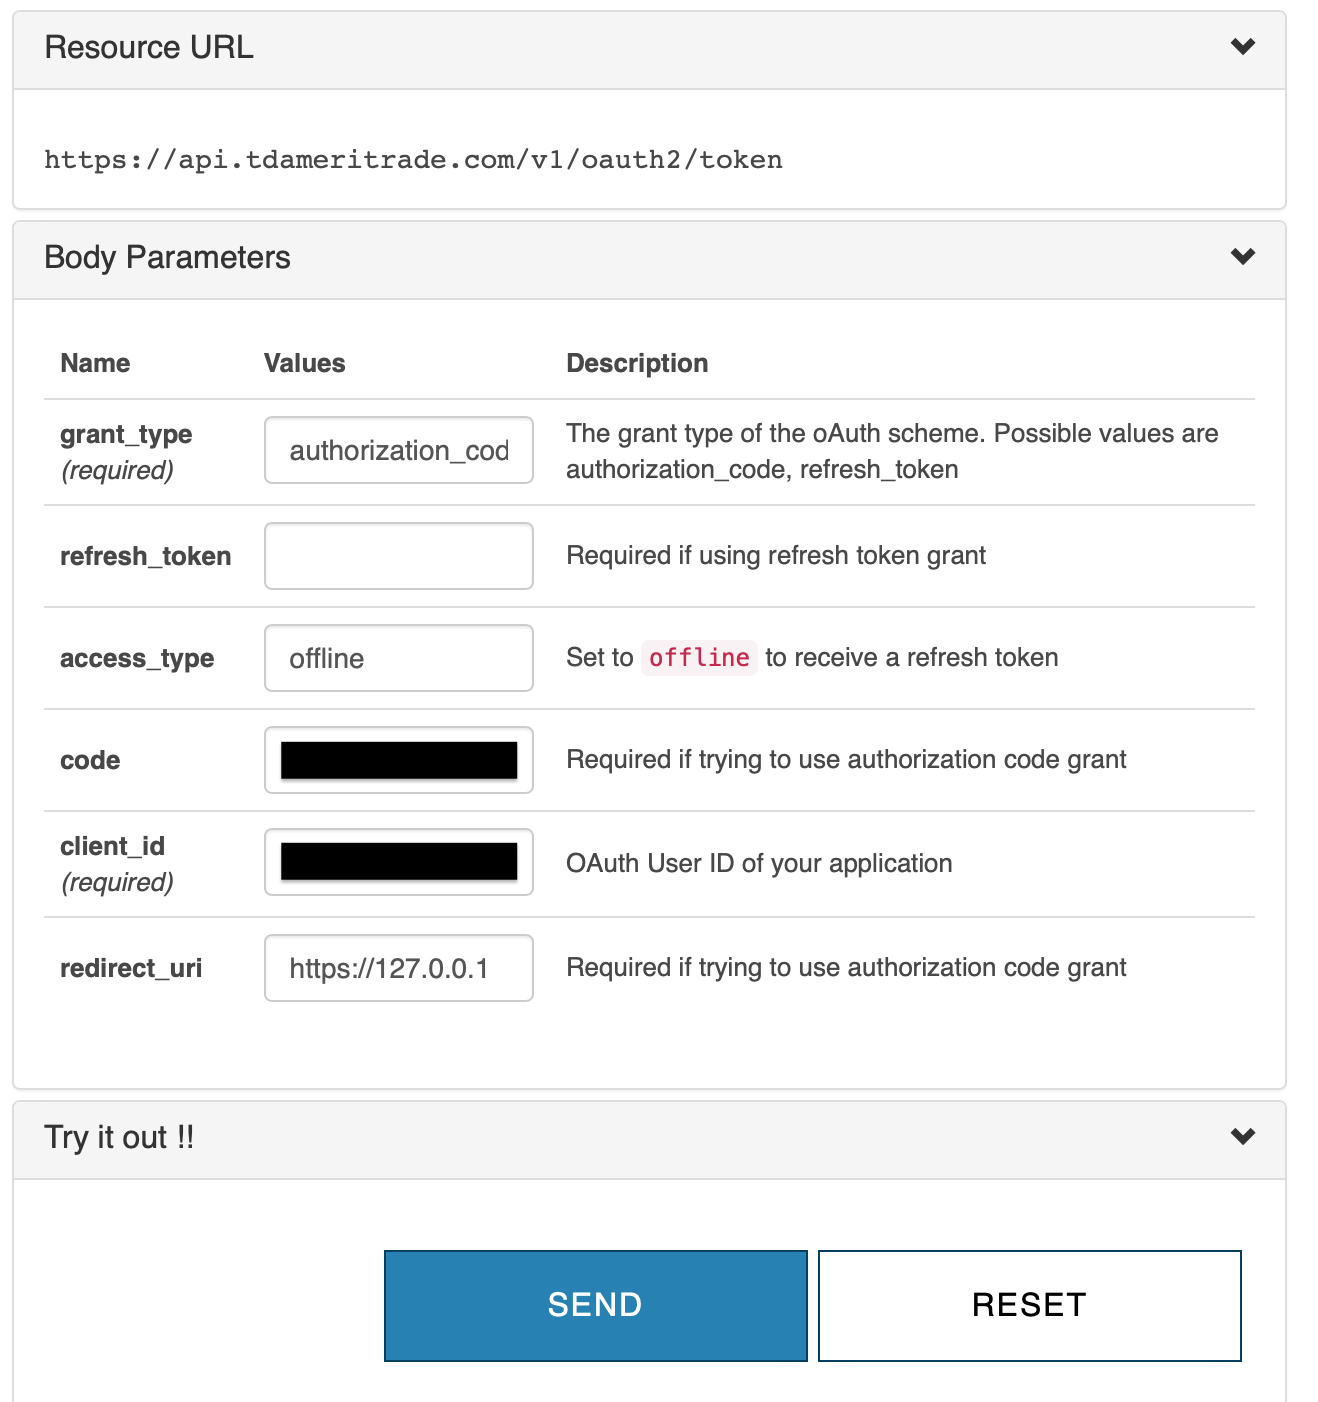 Resource URL
https://api.tdameritrade.com/v1/oauth2/token
Body Parameters
Name Values Description
grant_type
(required)
authorization_cod
The grant type of the oAuth scheme. Possible values are
authorization_code, refresh_token
refresh_token
Required if using refresh token grant
access_type
offline
Set to offline to receive a refresh token
code
Required if trying to use authorization code grant
client_id
(required)
OAuth User ID of your application
redirect_uri
https://127.0.0.1
Required if trying to use authorization code grant
Try it out !!
SEND
RESET